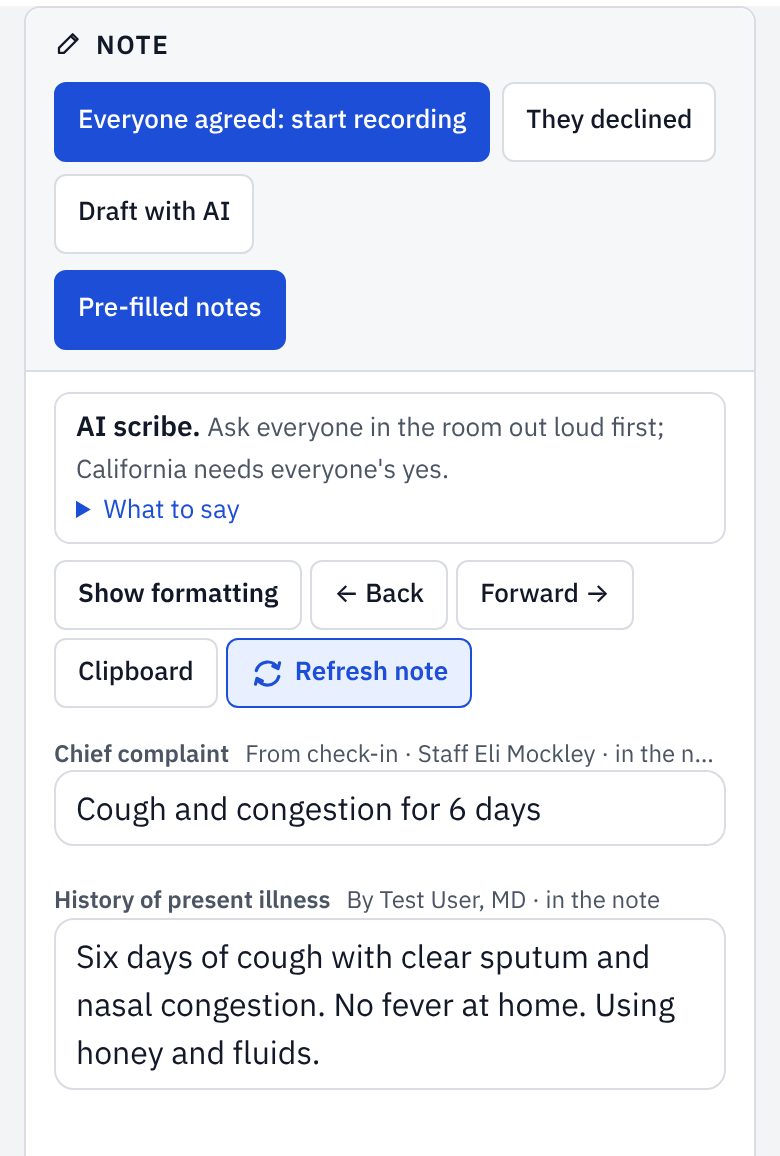 NOTE
Everyone agreed: start recording
They declined
Draft with AI
Pre-filled notes
AI scribe. Ask everyone in the room out loud first;
California needs everyone's yes.
▶ What to say
Show formatting
← Back
Forward →
Clipboard
Refresh note
Chief complaint From check-in · Staff Eli Mockley · in the n...
Cough and congestion for 6 days
History of present illness By Test User, MD · in the note
Six days of cough with clear sputum and
nasal congestion. No fever at home. Using
honey and fluids.